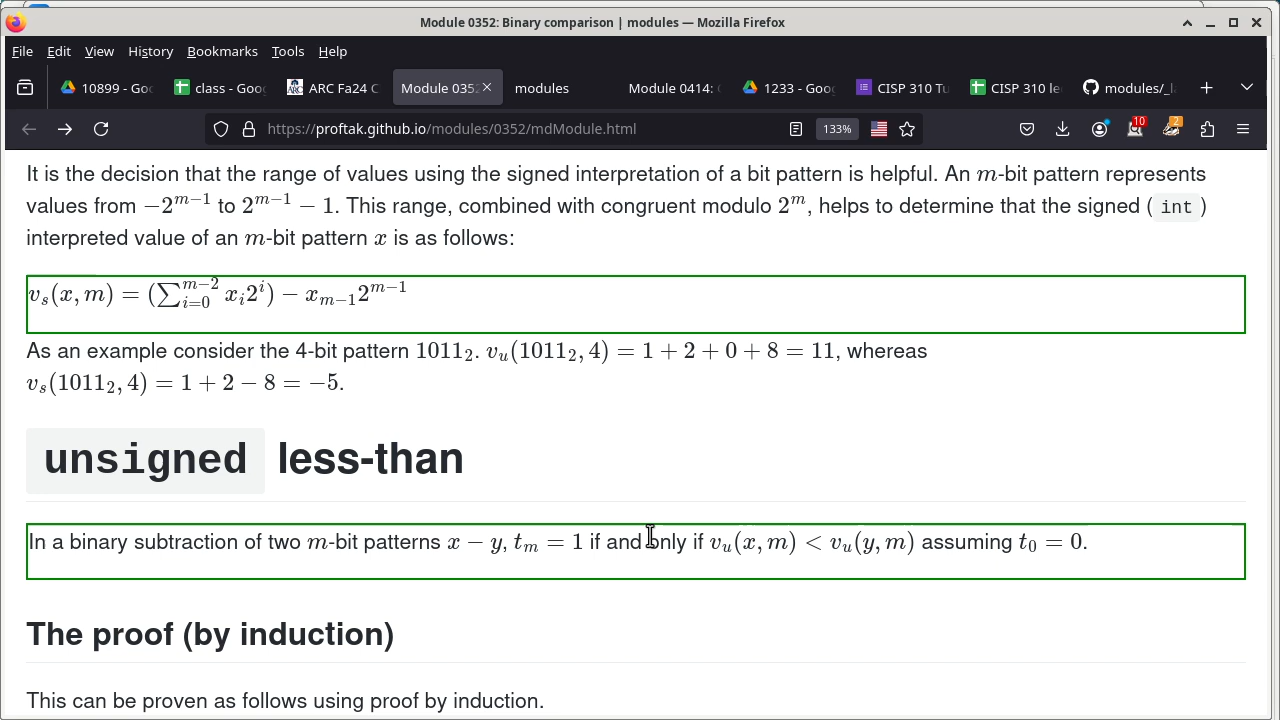 Module 0352: Binary comparison | modules — Mozilla Firefox
File Edit View History Bookmarks Tools Help
10899 - Go class - Goog ARC Fa24 C Module 035 modules Module 0414: 1233 - Goog CISP 310 Tu CISP 310 le modules/_l
https://proftak.github.io/modules/0352/mdModule.html 133% 10 2
It is the decision that the range of values using the signed interpretation of a bit pattern is helpful. An m-bit pattern represents
values from −2^{m−1} to 2^{m−1} − 1. This range, combined with congruent modulo 2^m, helps to determine that the signed ( int )
interpreted value of an m-bit pattern x is as follows:
v_s(x, m) = (∑_{i=0}^{m−2} x_i 2^i) − x_{m−1}2^{m−1}
As an example consider the 4-bit pattern 1011₂. v_u(1011₂, 4) = 1 + 2 + 0 + 8 = 11, whereas
v_s(1011₂, 4) = 1 + 2 − 8 = −5.
unsigned less-than
In a binary subtraction of two m-bit patterns x − y, t_m = 1 if and only if v_u(x, m) < v_u(y, m) assuming t_0 = 0.
The proof (by induction)
This can be proven as follows using proof by induction.